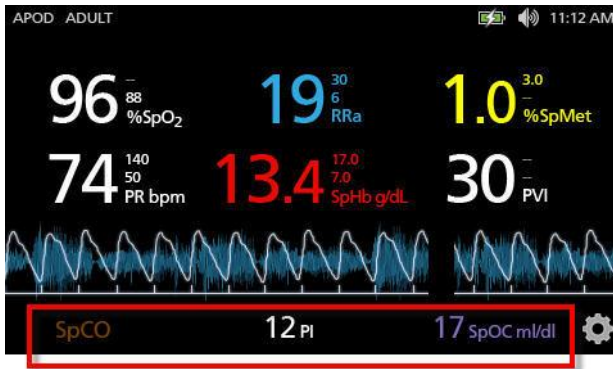 APOD ADULT 11:12 AM
96 -- 88 %SpO2
19 30 6 RRa
1.0 3.0 -- %SpMet
74 140 50 PR bpm
13.4 17.0 7.0 SpHb g/dL
30 -- -- PVI
SpCO 12 PI 17 SpOC ml/dl